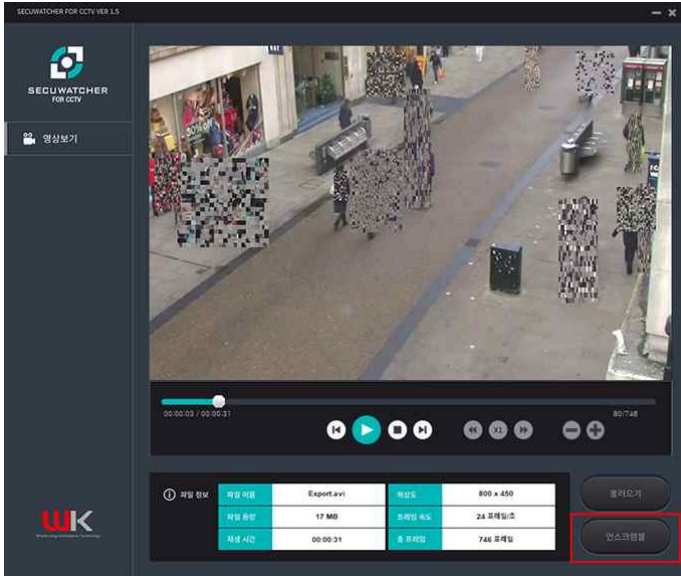 SECUWATCHER FOR CCTV VER 1.5
SECUWATCHER
FOR CCTV
영상보기
30% off
00:00:03 / 00:00:31
X1
80/746
파일 정보
파일 이름 Export.avi 해상도 800 x 450
파일 용량 17 MB 프레임 속도 24 프레임/초
재생 시간 00:00:31 총 프레임 746 프레임
불러오기
언스크램블
WK